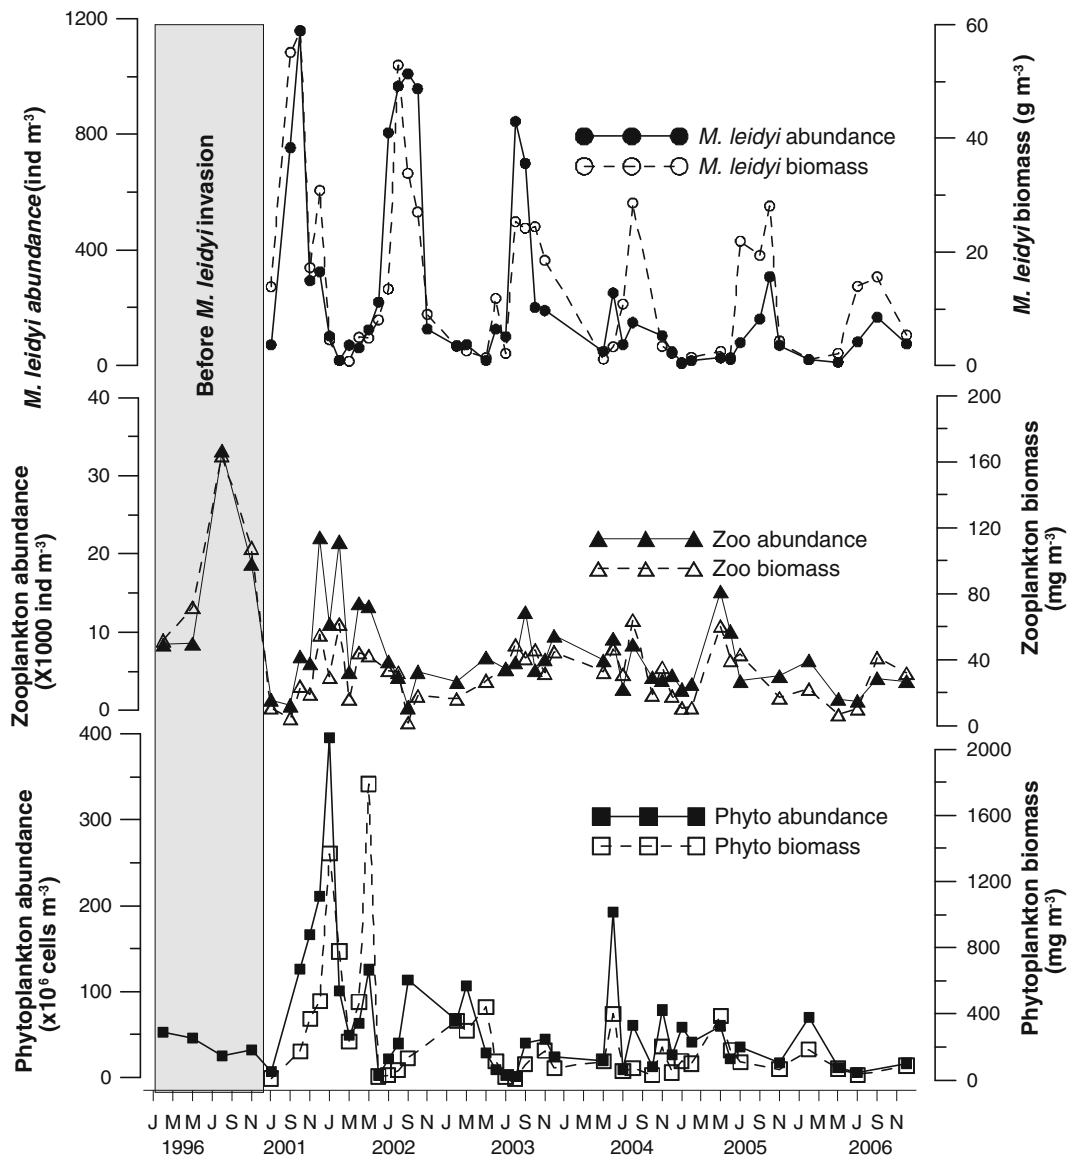 1200
800
400
0
M. leidyi abundance (ind m-3)
60
40
20
0
M. leidyi biomass (g m-3)
Before M. leidyi invasion
M. leidyi abundance
M. leidyi biomass
40
30
20
10
0
Zooplankton abundance
(X1000 ind m-3)
200
160
120
80
40
0
Zooplankton biomass
(mg m-3)
Zoo abundance
Zoo biomass
400
300
200
100
0
Phytoplankton abundance
(x10⁶ cells m-3)
2000
1600
1200
800
400
0
Phytoplankton biomass
(mg m-3)
Phyto abundance
Phyto biomass
J M M J S N J S N J M M J S N J M M J S N J M M J S N J M M J S N J M M J S N
1996 2001 2002 2003 2004 2005 2006